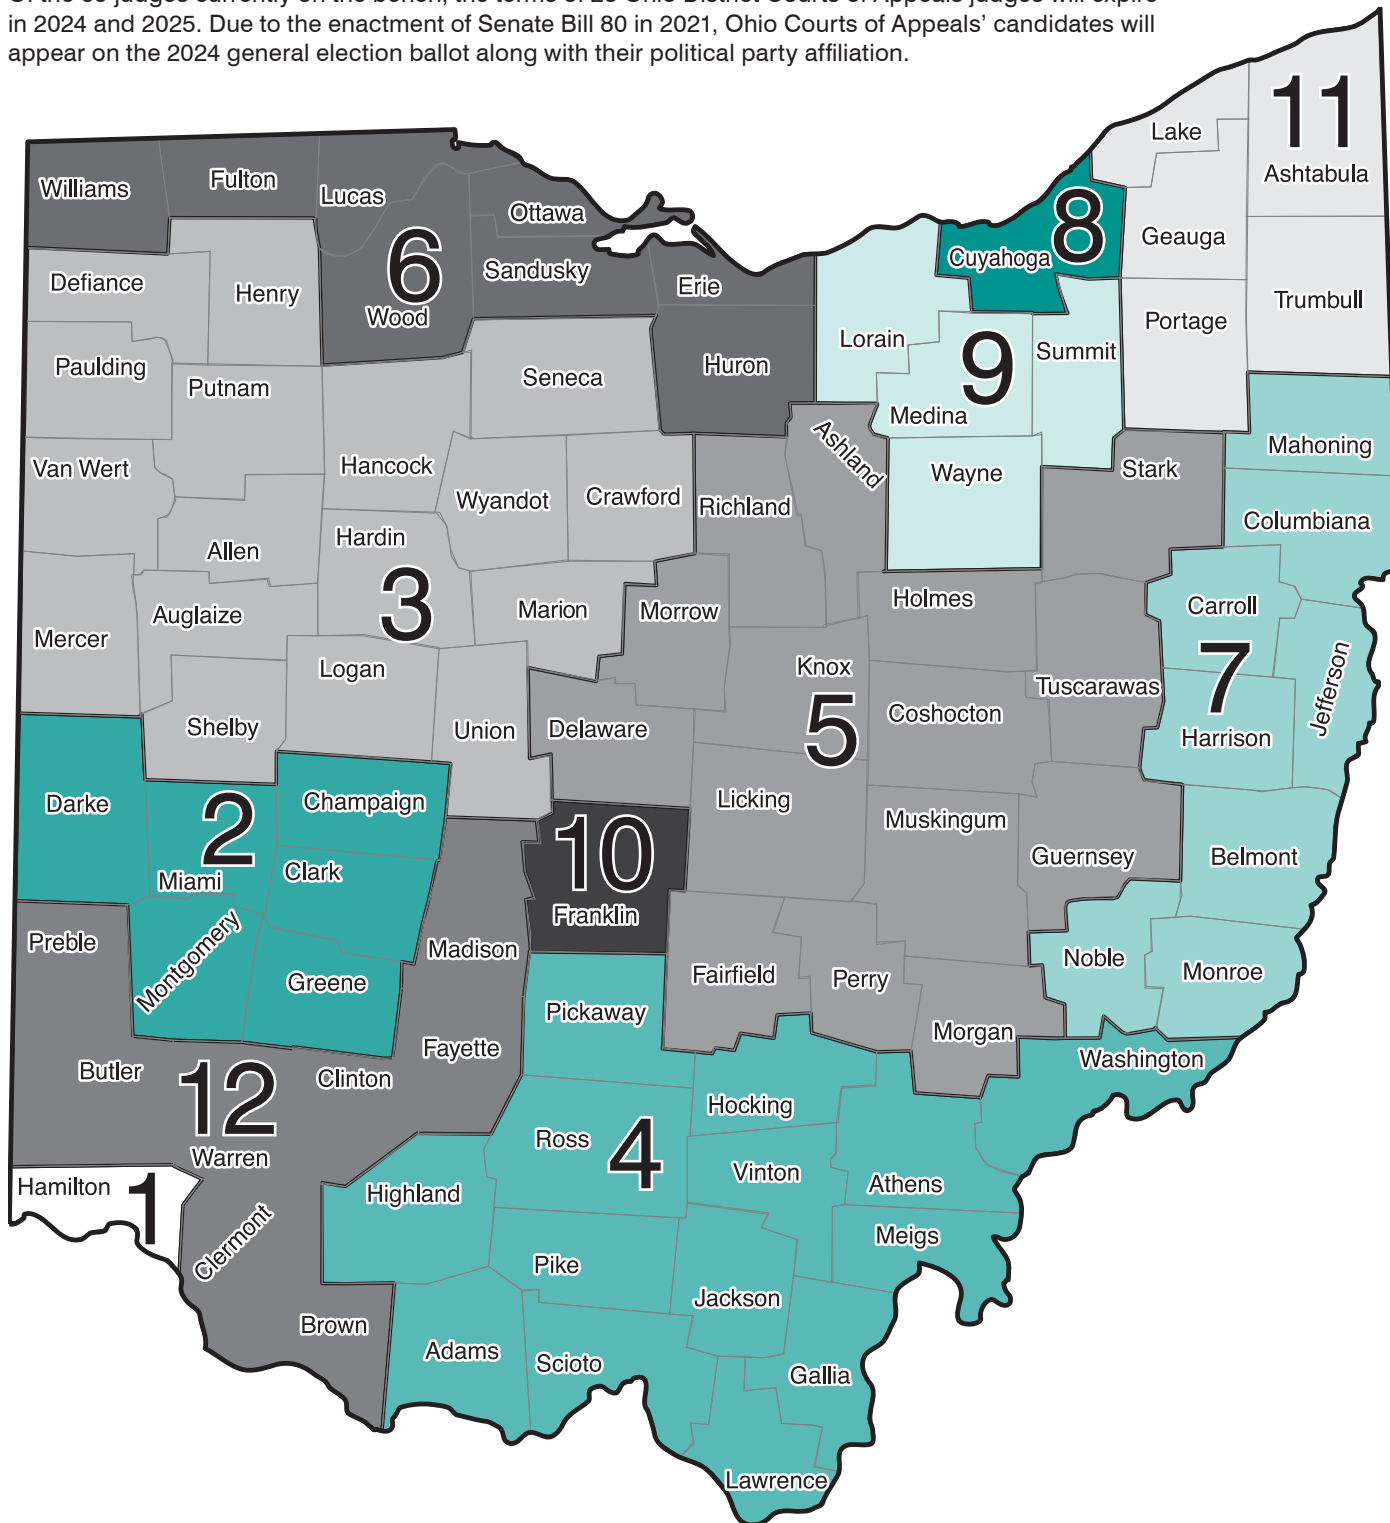 in 2024 and 2025. Due to the enactment of Senate Bill 80 in 2021, Ohio Courts of Appeals’ candidates will
appear on the 2024 general election ballot along with their political party affiliation.
11
Lake
Ashtabula
Williams
Fulton
Lucas
Ottawa
8
Geauga
Cuyahoga
6
Sandusky
Defiance
Henry
Erie
Trumbull
Wood
Portage
Lorain
9
Summit
Paulding
Putnam
Seneca
Huron
Medina
Ashland
Mahoning
Van Wert
Hancock
Wayne
Stark
Wyandot
Crawford
Richland
Columbiana
Hardin
Allen
3
Holmes
Carroll
Auglaize
Marion
Morrow
Mercer
Logan
Knox
7
Jefferson
Tuscarawas
Shelby
Union
Delaware
5
Coshocton
Harrison
Darke
Champaign
Licking
2
Muskingum
10
Guernsey
Belmont
Miami
Clark
Franklin
Preble
Madison
Montgomery
Noble
Monroe
Greene
Fairfield
Perry
Pickaway
Morgan
Fayette
Washington
Butler
12
Clinton
Hocking
Ross
4
Warren
Vinton
Hamilton
1
Highland
Athens
Clermont
Meigs
Pike
Jackson
Brown
Adams
Scioto
Gallia
Lawrence